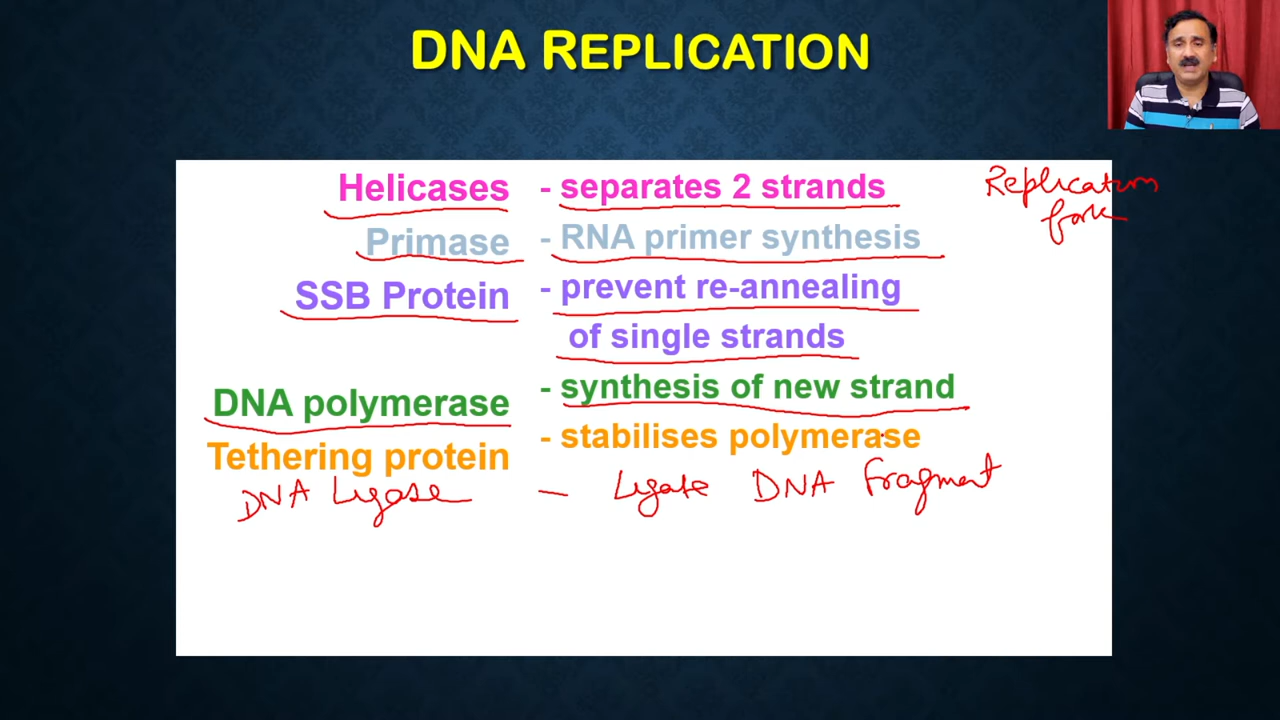 DNA REPLICATION
Helicases - separates 2 strands
Replication
fork
Primase - RNA primer synthesis
SSB Protein - prevent re-annealing
of single strands
DNA polymerase - synthesis of new strand
Tethering protein - stabilises polymerase
DNA Ligase - Ligate DNA fragment